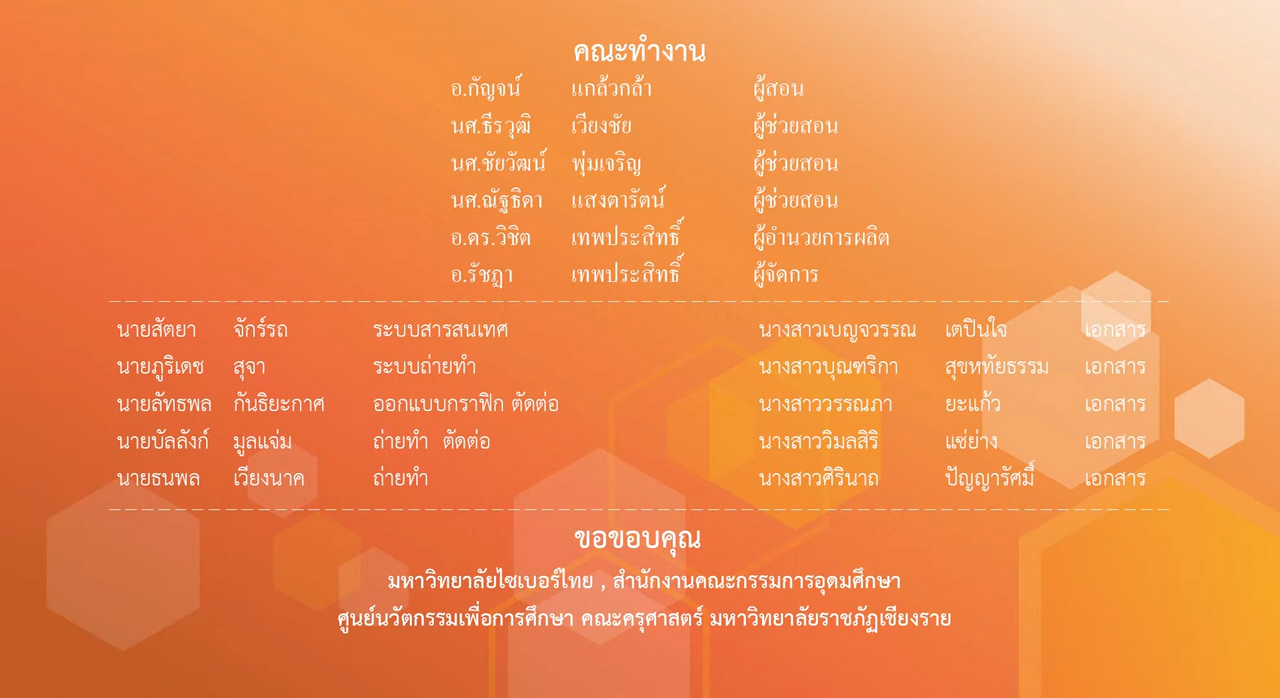 คณะทำงาน
อ.กัญจน์ แกล้วกล้า ผู้สอน
นศ.ธีรวุฒิ เวียงชัย ผู้ช่วยสอน
นศ.ชัยวัฒน์ พุ่มเจริญ ผู้ช่วยสอน
นศ.ณัฐธิดา แสงดารัตน์ ผู้ช่วยสอน
อ.ดร.วิชิต เทพประสิทธิ์ ผู้อำนวยการผลิต
อ.รัชฎา เทพประสิทธิ์ ผู้จัดการ
นายสัตยา จักร์รถ ระบบสารสนเทศ นางสาวเบญจวรรณ เตปินใจ เอกสาร
นายภูริเดช สุจา ระบบถ่ายทำ นางสาวบุณฑริกา สุขหทัยธรรม เอกสาร
นายลัทธพล กันธิยะกาศ ออกแบบกราฟิก ตัดต่อ นางสาววรรณภา ยะแก้ว เอกสาร
นายบัลลังก์ มูลแจ่ม ถ่ายทำ ตัดต่อ นางสาววิมลสิริ แซ่ย่าง เอกสาร
นายธนพล เวียงนาค ถ่ายทำ นางสาวศิรินาถ ปัญญารัศมิ์ เอกสาร
ขอขอบคุณ
มหาวิทยาลัยไซเบอร์ไทย , สำนักงานคณะกรรมการอุดมศึกษา
ศูนย์นวัตกรรมเพื่อการศึกษา คณะครุศาสตร์ มหาวิทยาลัยราชภัฏเชียงราย